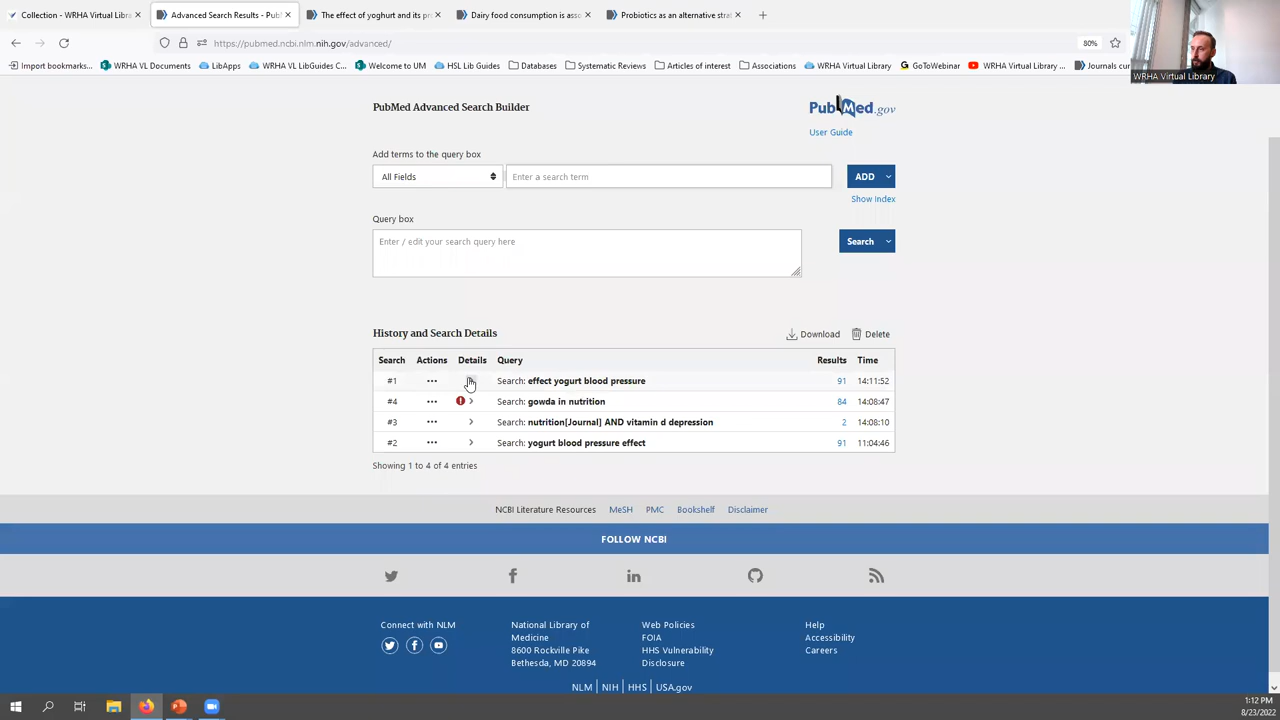 Collection - WRHA Virtual Libra
Advanced Search Results - Pub
The effect of yoghurt and its pr
Dairy food consumption is asso
Probiotics as an alternative strat
https://pubmed.ncbi.nlm.nih.gov/advanced/
80%
Import bookmarks...
WRHA VL Documents
LibApps
WRHA VL LibGuides C...
Welcome to UM
HSL Lib Guides
Databases
Systematic Reviews
Articles of interest
Associations
WRHA Virtual Library
GoToWebinar
WRHA Virtual Library ...
Journals cur
WRHA Virtual Library
PubMed Advanced Search Builder
PubMed.gov
User Guide
Add terms to the query box
All Fields
Enter a search term
ADD
Show Index
Query box
Enter / edit your search query here
Search
History and Search Details
Download
Delete
Search Actions Details Query Results Time
#1 ... Search: effect yogurt blood pressure 91 14:11:52
#4 ... ! > Search: gowda in nutrition 84 14:08:47
#3 ... > Search: nutrition[Journal] AND vitamin d depression 2 14:08:10
#2 ... > Search: yogurt blood pressure effect 91 11:04:46
Showing 1 to 4 of 4 entries
NCBI Literature Resources MeSH PMC Bookshelf Disclaimer
FOLLOW NCBI
Connect with NLM
National Library of
Medicine
8600 Rockville Pike
Bethesda, MD 20894
Web Policies
FOIA
HHS Vulnerability
Disclosure
Help
Accessibility
Careers
NLM | NIH | HHS | USA.gov
1:12 PM
8/23/2022